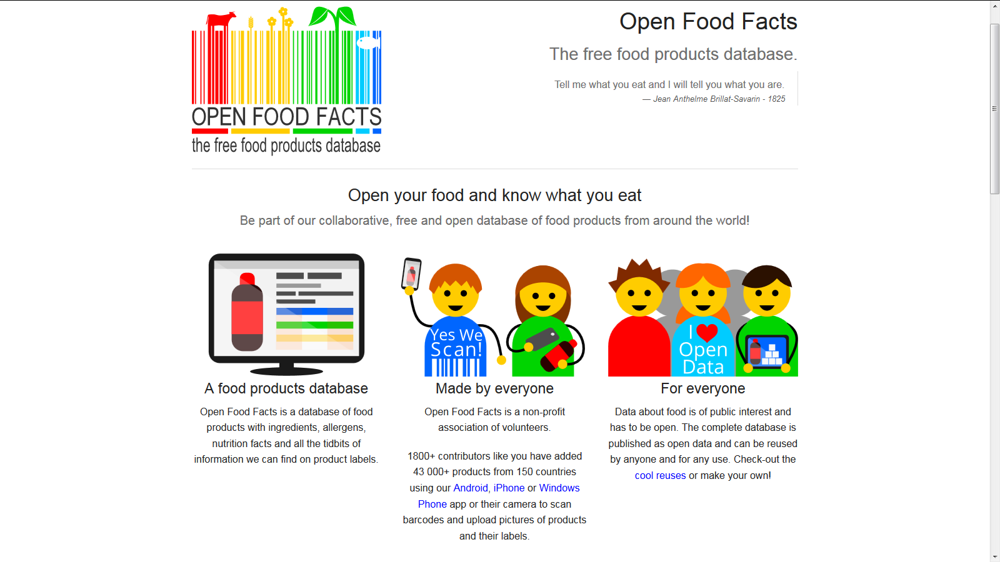 OPEN FOOD FACTS
the free food products database
Open Food Facts
The free food products database.
Tell me what you eat and I will tell you what you are.
— Jean Anthelme Brillat-Savarin - 1825
Open your food and know what you eat
Be part of our collaborative, free and open database of food products from around the world!
A food products database
Open Food Facts is a database of food
products with ingredients, allergens,
nutrition facts and all the tidbits of
information we can find on product labels.
Yes We
Scan!
Made by everyone
Open Food Facts is a non-profit
association of volunteers.
1800+ contributors like you have added
43 000+ products from 150 countries
using our Android, iPhone or Windows
Phone app or their camera to scan
barcodes and upload pictures of products
and their labels.
I
Open
Data
For everyone
Data about food is of public interest and
has to be open. The complete database is
published as open data and can be reused
by anyone and for any use. Check-out the
cool reuses or make your own!